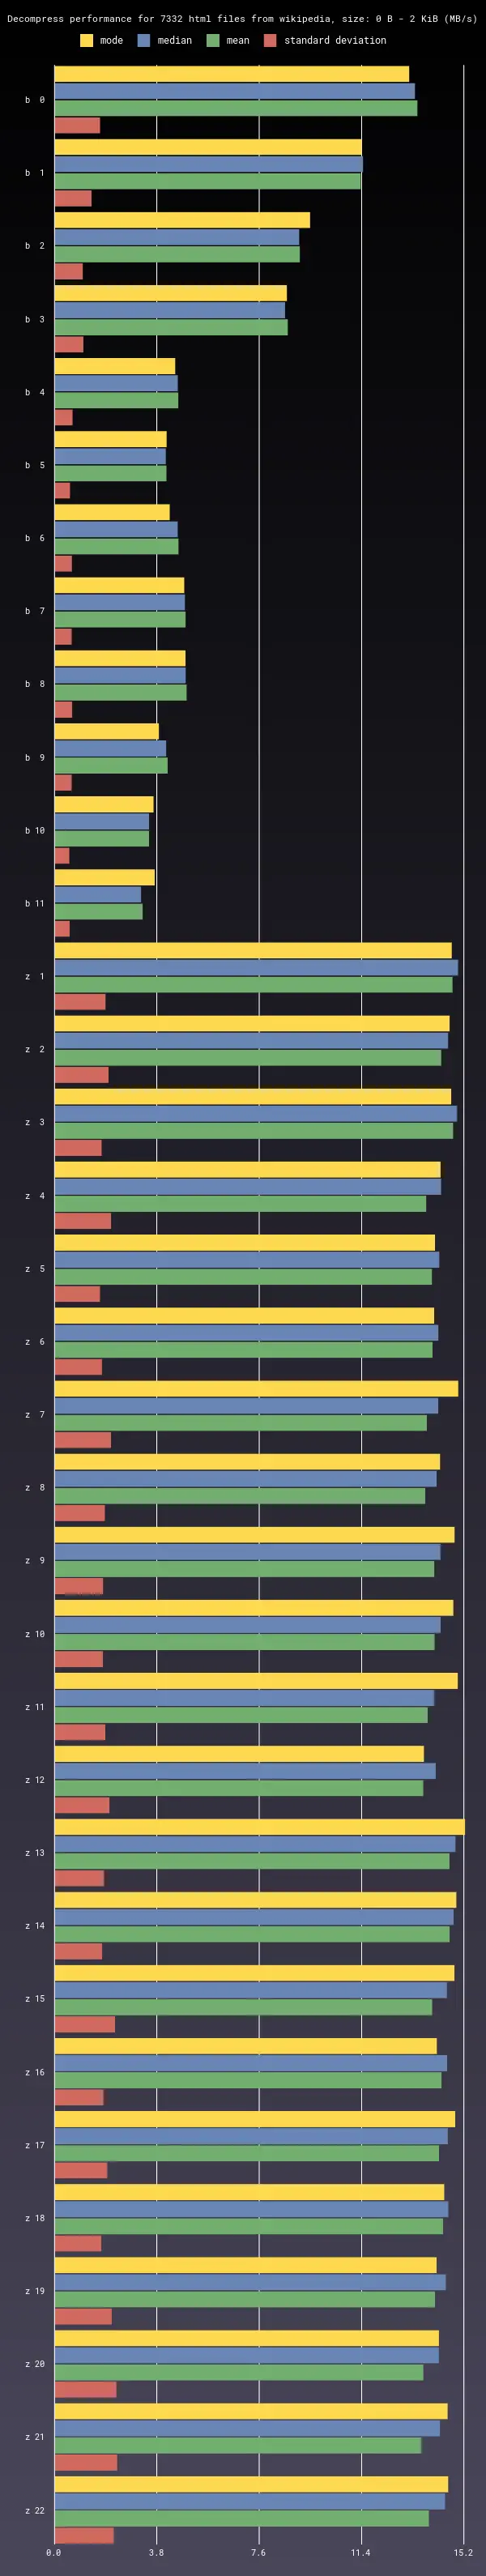 Decompress performance for 7332 html files from wikipedia, size: 0 B - 2 KiB (MB/s)
mode median mean standard deviation
b 0
b 1
b 2
b 3
b 4
b 5
b 6
b 7
b 8
b 9
b 10
b 11
z 1
z 2
z 3
z 4
z 5
z 6
z 7
z 8
z 9
z 10
z 11
z 12
z 13
z 14
z 15
z 16
z 17
z 18
z 19
z 20
z 21
z 22
0.0 3.8 7.6 11.4 15.2